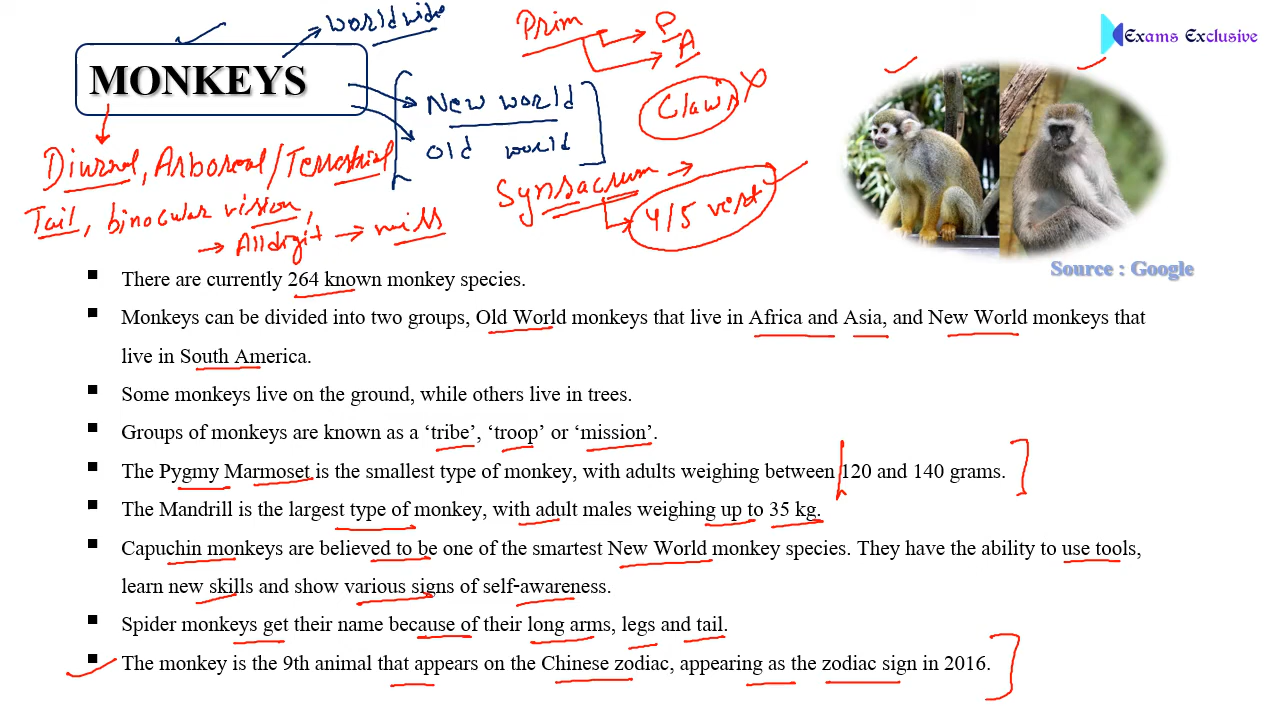 worldwide
Prim → P
→ A
Exams Exclusive
MONKEYS
New world
old world
Claws X
Diurnal, Arboreal/Terrestrial
Synsacrum →
→ 4/5 vert
Tail, binocular vision,
→ All digit → nails
Source : Google
▪ There are currently 264 known monkey species.
▪ Monkeys can be divided into two groups, Old World monkeys that live in Africa and Asia, and New World monkeys that
live in South America.
▪ Some monkeys live on the ground, while others live in trees.
▪ Groups of monkeys are known as a ‘tribe’, ‘troop’ or ‘mission’.
▪ The Pygmy Marmoset is the smallest type of monkey, with adults weighing between 120 and 140 grams.
▪ The Mandrill is the largest type of monkey, with adult males weighing up to 35 kg.
▪ Capuchin monkeys are believed to be one of the smartest New World monkey species. They have the ability to use tools,
learn new skills and show various signs of self-awareness.
▪ Spider monkeys get their name because of their long arms, legs and tail.
▪ The monkey is the 9th animal that appears on the Chinese zodiac, appearing as the zodiac sign in 2016.